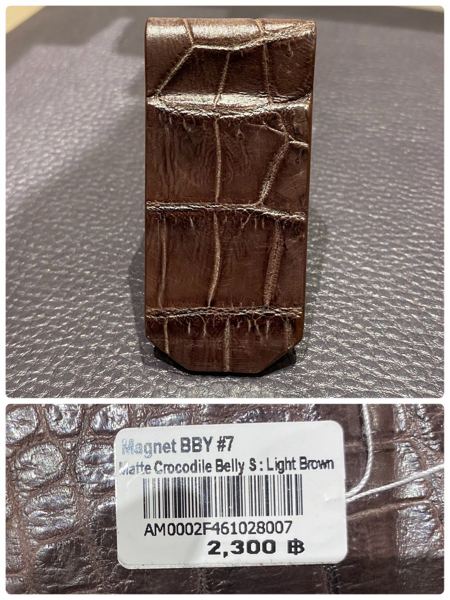 Magnet BBY #7
Matte Crocodile Belly S : Light Brown
AM0002F461028007
2,300 ฿